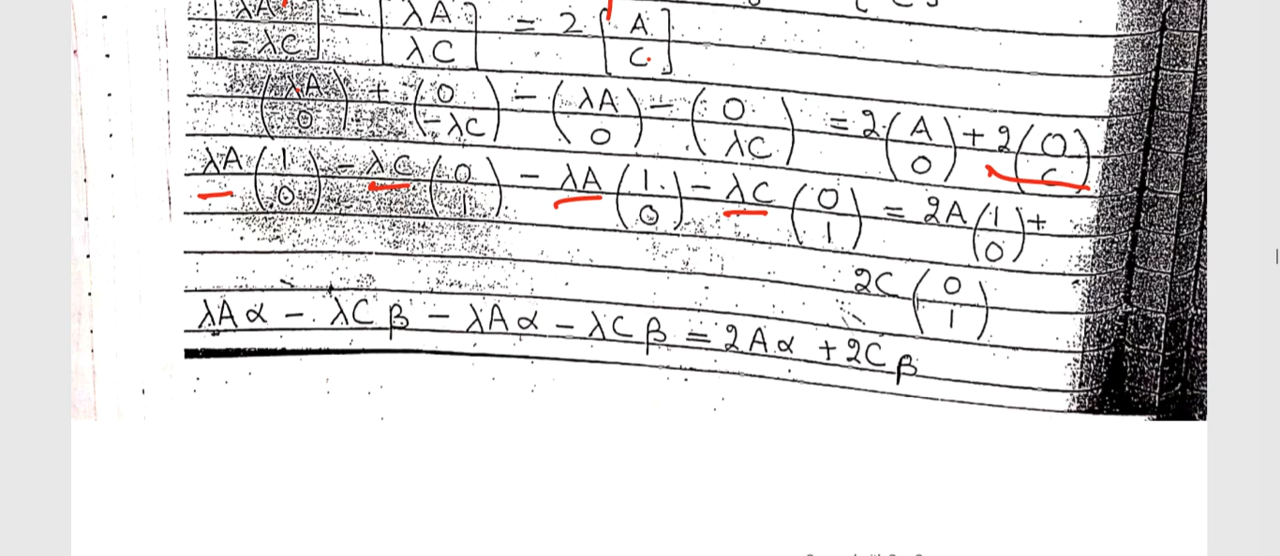 [λA -λC] - [λA λC] = 2 [A C]
(λA 0) + (0 -λC) - (λA 0) - (0 λC) = 2(A 0) + 2(0 C)
λA (1 0) - λC (0 1) - λA (1 0) - λC (0 1) = 2A (1 0) +
2C (0 1)
λAα - λCβ - λAα - λCβ = 2Aα + 2Cβ